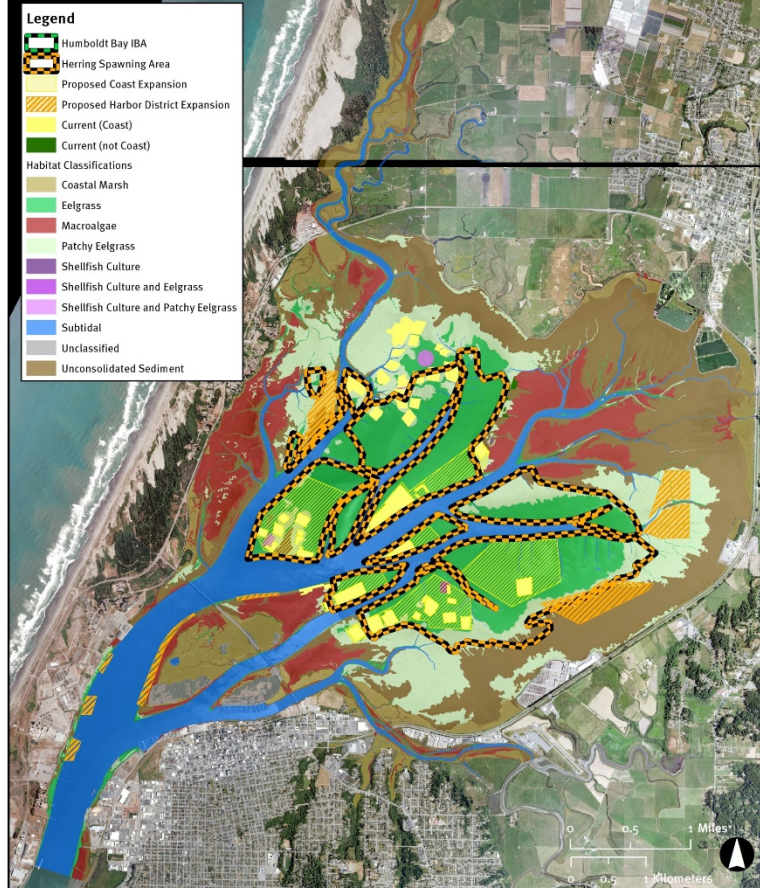 Legend
Humboldt Bay IBA
Herring Spawning Area
Proposed Coast Expansion
Proposed Harbor District Expansion
Current (Coast)
Current (not Coast)
Habitat Classifications
Coastal Marsh
Eelgrass
Macroalgae
Patchy Eelgrass
Shellfish Culture
Shellfish Culture and Eelgrass
Shellfish Culture and Patchy Eelgrass
Subtidal
Unclassified
Unconsolidated Sediment
0 0.5 1 Miles
0 0.5 1 Kilometers